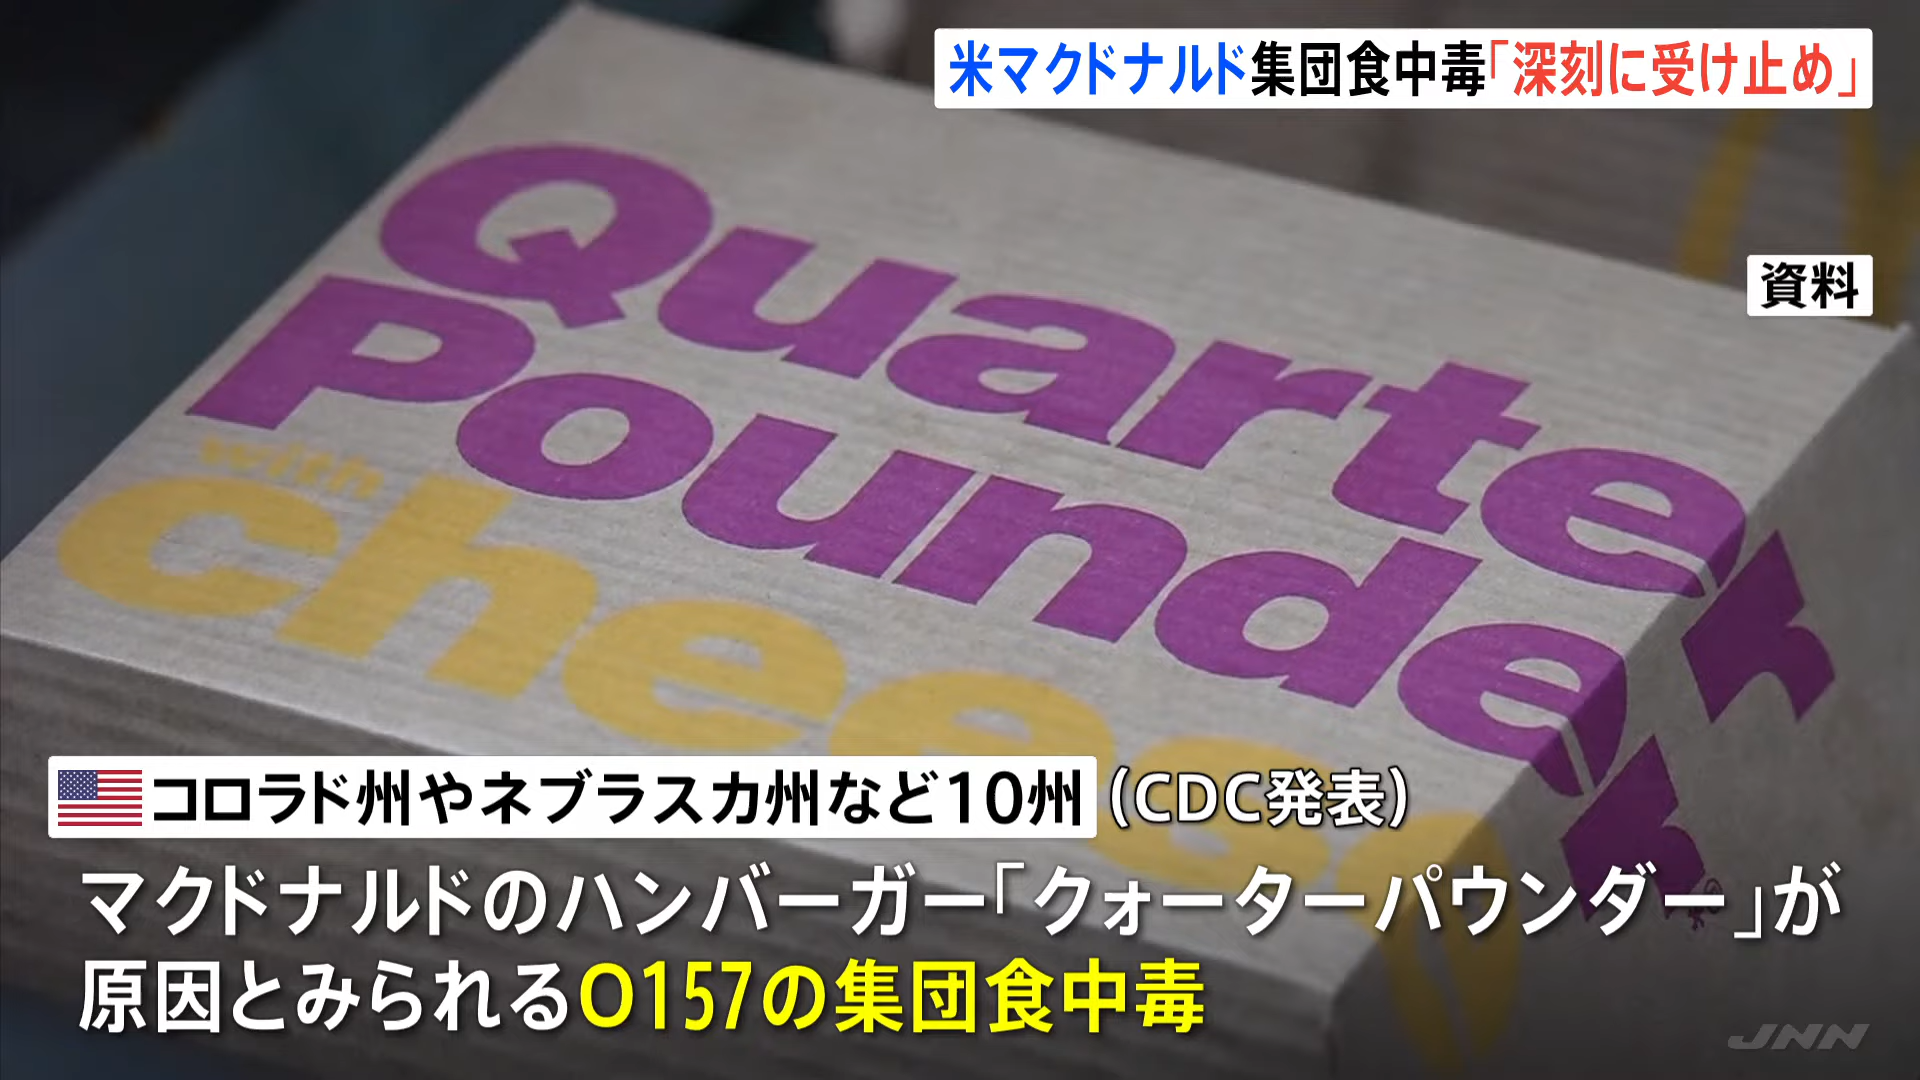 米マクドナルド集団食中毒「深刻に受け止め」
資料
Quarter
Pounder
with
cheese
コロラド州やネブラスカ州など10州（CDC発表）
マクドナルドのハンバーガー「クォーターパウンダー」が
原因とみられるO157の集団食中毒
JNN